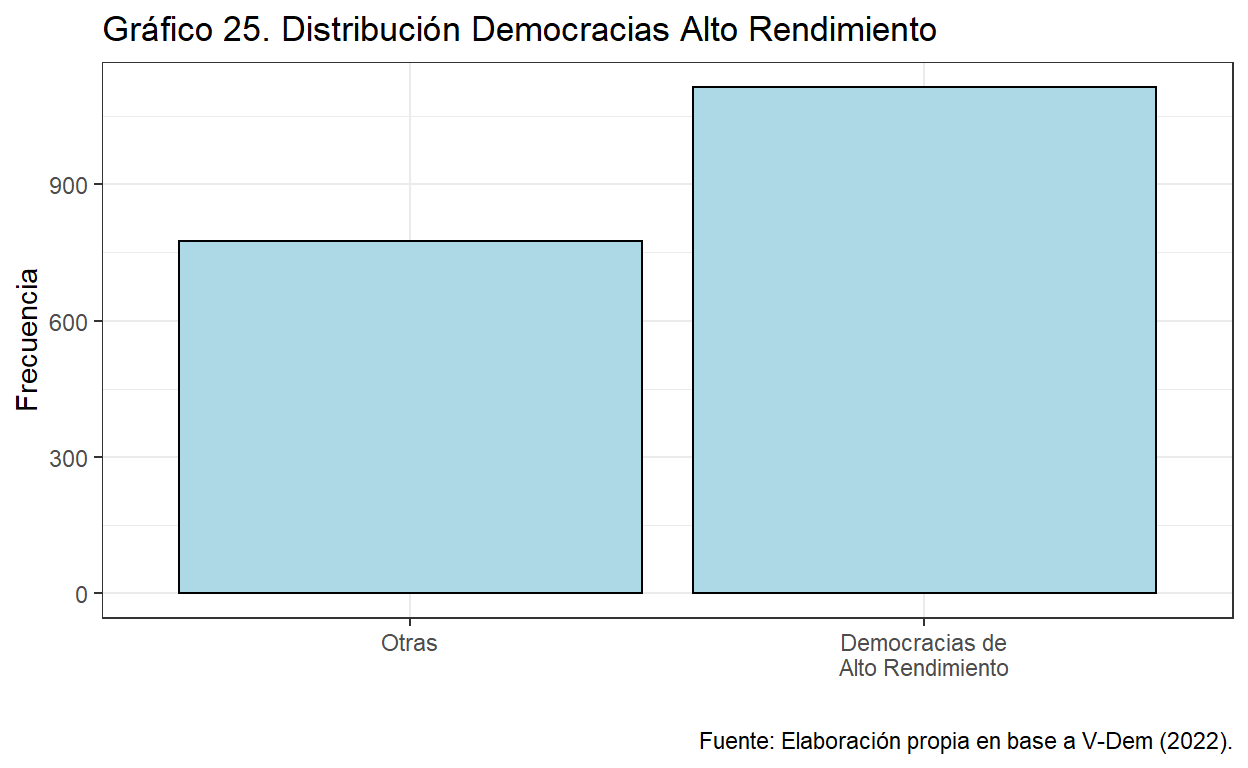 Gráfico 25. Distribución Democracias Alto Rendimiento
Frecuencia
900
600
300
0
Otras
Democracias de
Alto Rendimiento
Fuente: Elaboración propia en base a V-Dem (2022).